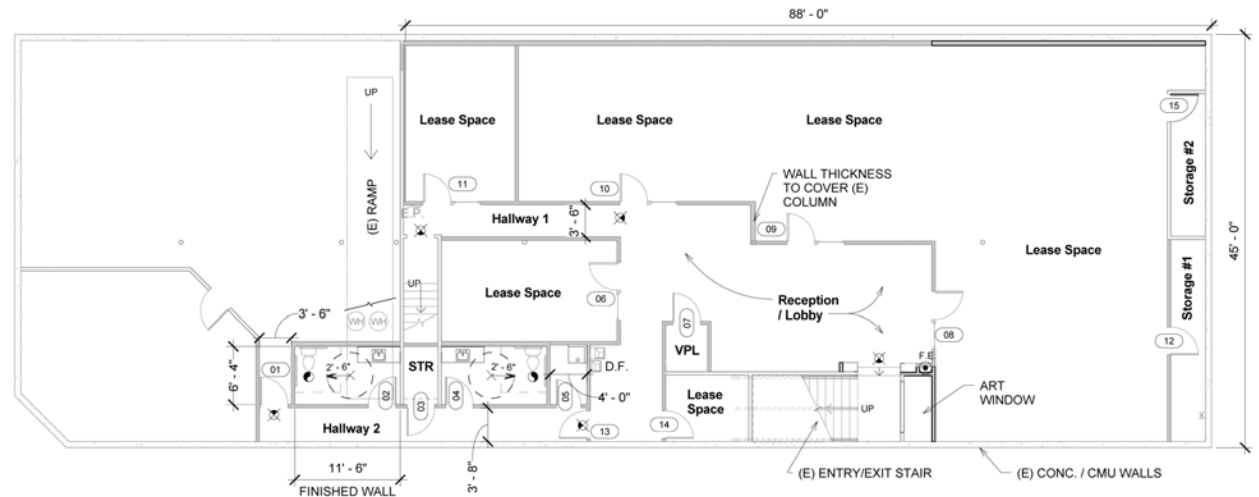 88' - 0"
UP
(E) RAMP
Lease Space
Lease Space
Lease Space
15
Storage #2
11
10
WALL THICKNESS
TO COVER (E)
COLUMN
E.P.
Hallway 1
3' - 6"
09
45' - 0"
Lease Space
UP
Lease Space
06
Reception
/ Lobby
Storage #1
3' - 6"
WH
WH
07
08
12
VPL
6' - 4"
01
2' - 6"
STR
2' - 6"
D.F.
F.E.
02
03
04
05
4' - 0"
Lease
Space
UP
ART
WINDOW
Hallway 2
13
14
11' - 6"
FINISHED WALL
3' - 8"
(E) ENTRY/EXIT STAIR
(E) CONC. / CMU WALLS